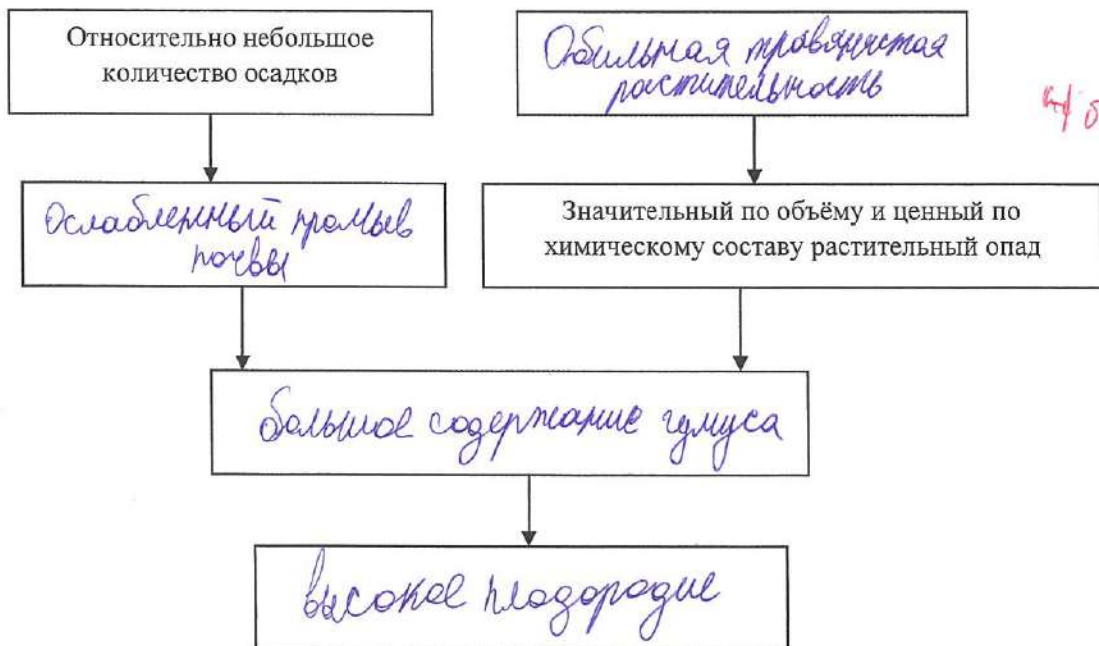 Относительно небольшое
количество осадков
Обильная травянистая
растительность
Ослабленный промыв
почвы
Значительный по объёму и ценный по
химическому составу растительный опад
большое содержание гумуса
высокое плодородие